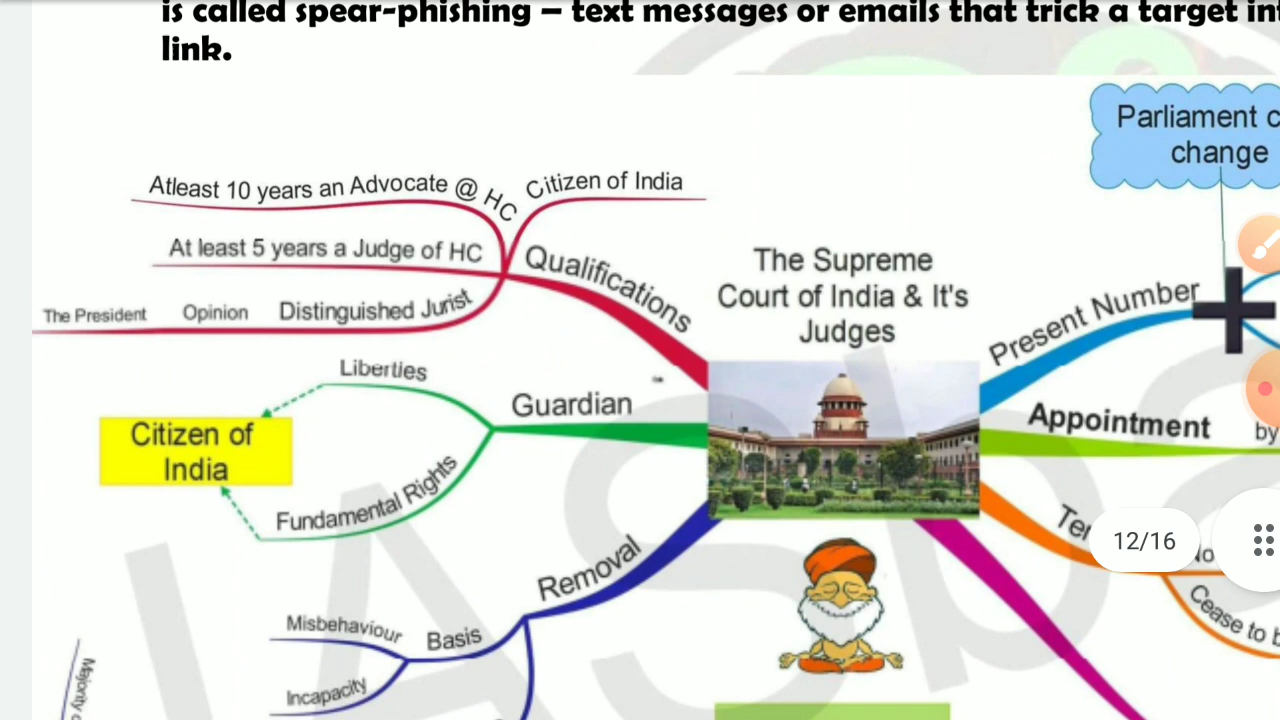 is called spear-phishing – text messages or emails that trick a target
link.
Parliament
change
Atleast 10 years an Advocate @ HC
Citizen of India
At least 5 years a Judge of HC
Qualifications
The President Opinion Distinguished Jurist
The Supreme
Court of India & It's
Judges
Present Number
Liberties
Guardian
Citizen of
India
Fundamental Rights
Appointment
by
Removal
12/16
Cease to
Misbehaviour
Basis
Incapacity
Majority